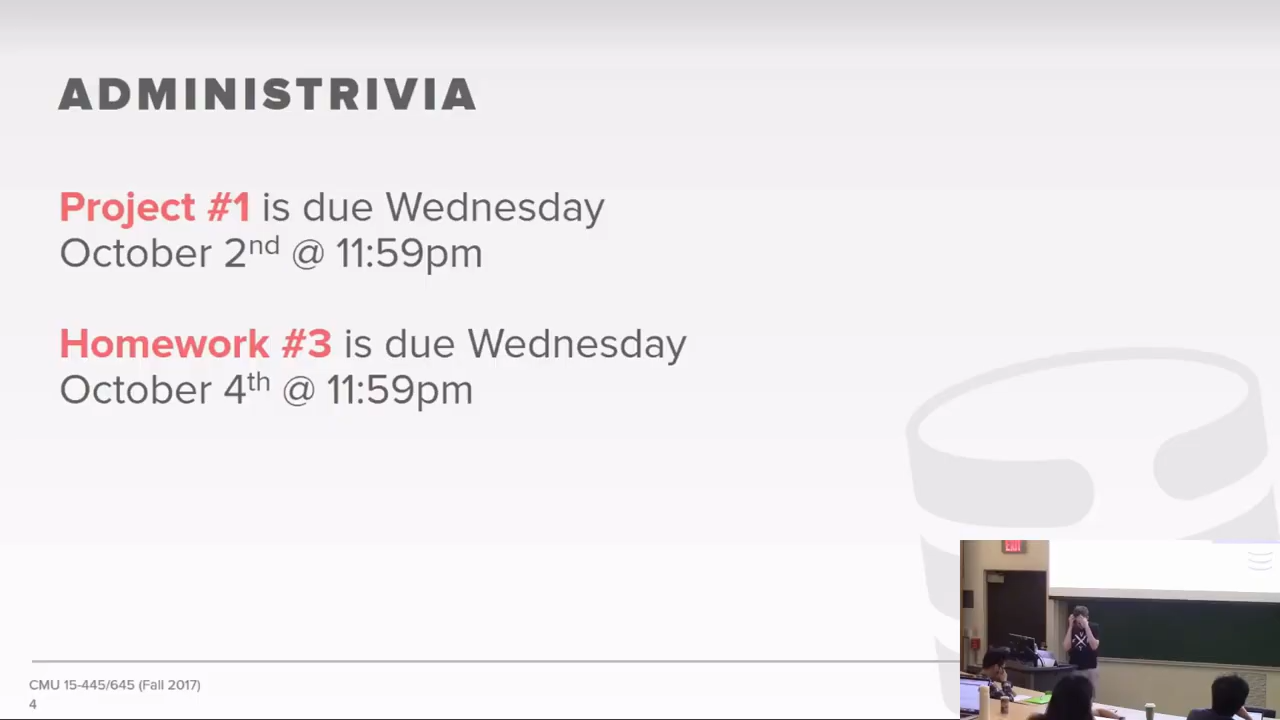 ADMINISTRIVIA
Project #1 is due Wednesday
October 2nd @ 11:59pm
Homework #3 is due Wednesday
October 4th @ 11:59pm
CMU 15-445/645 (Fall 2017)
4
EXIT